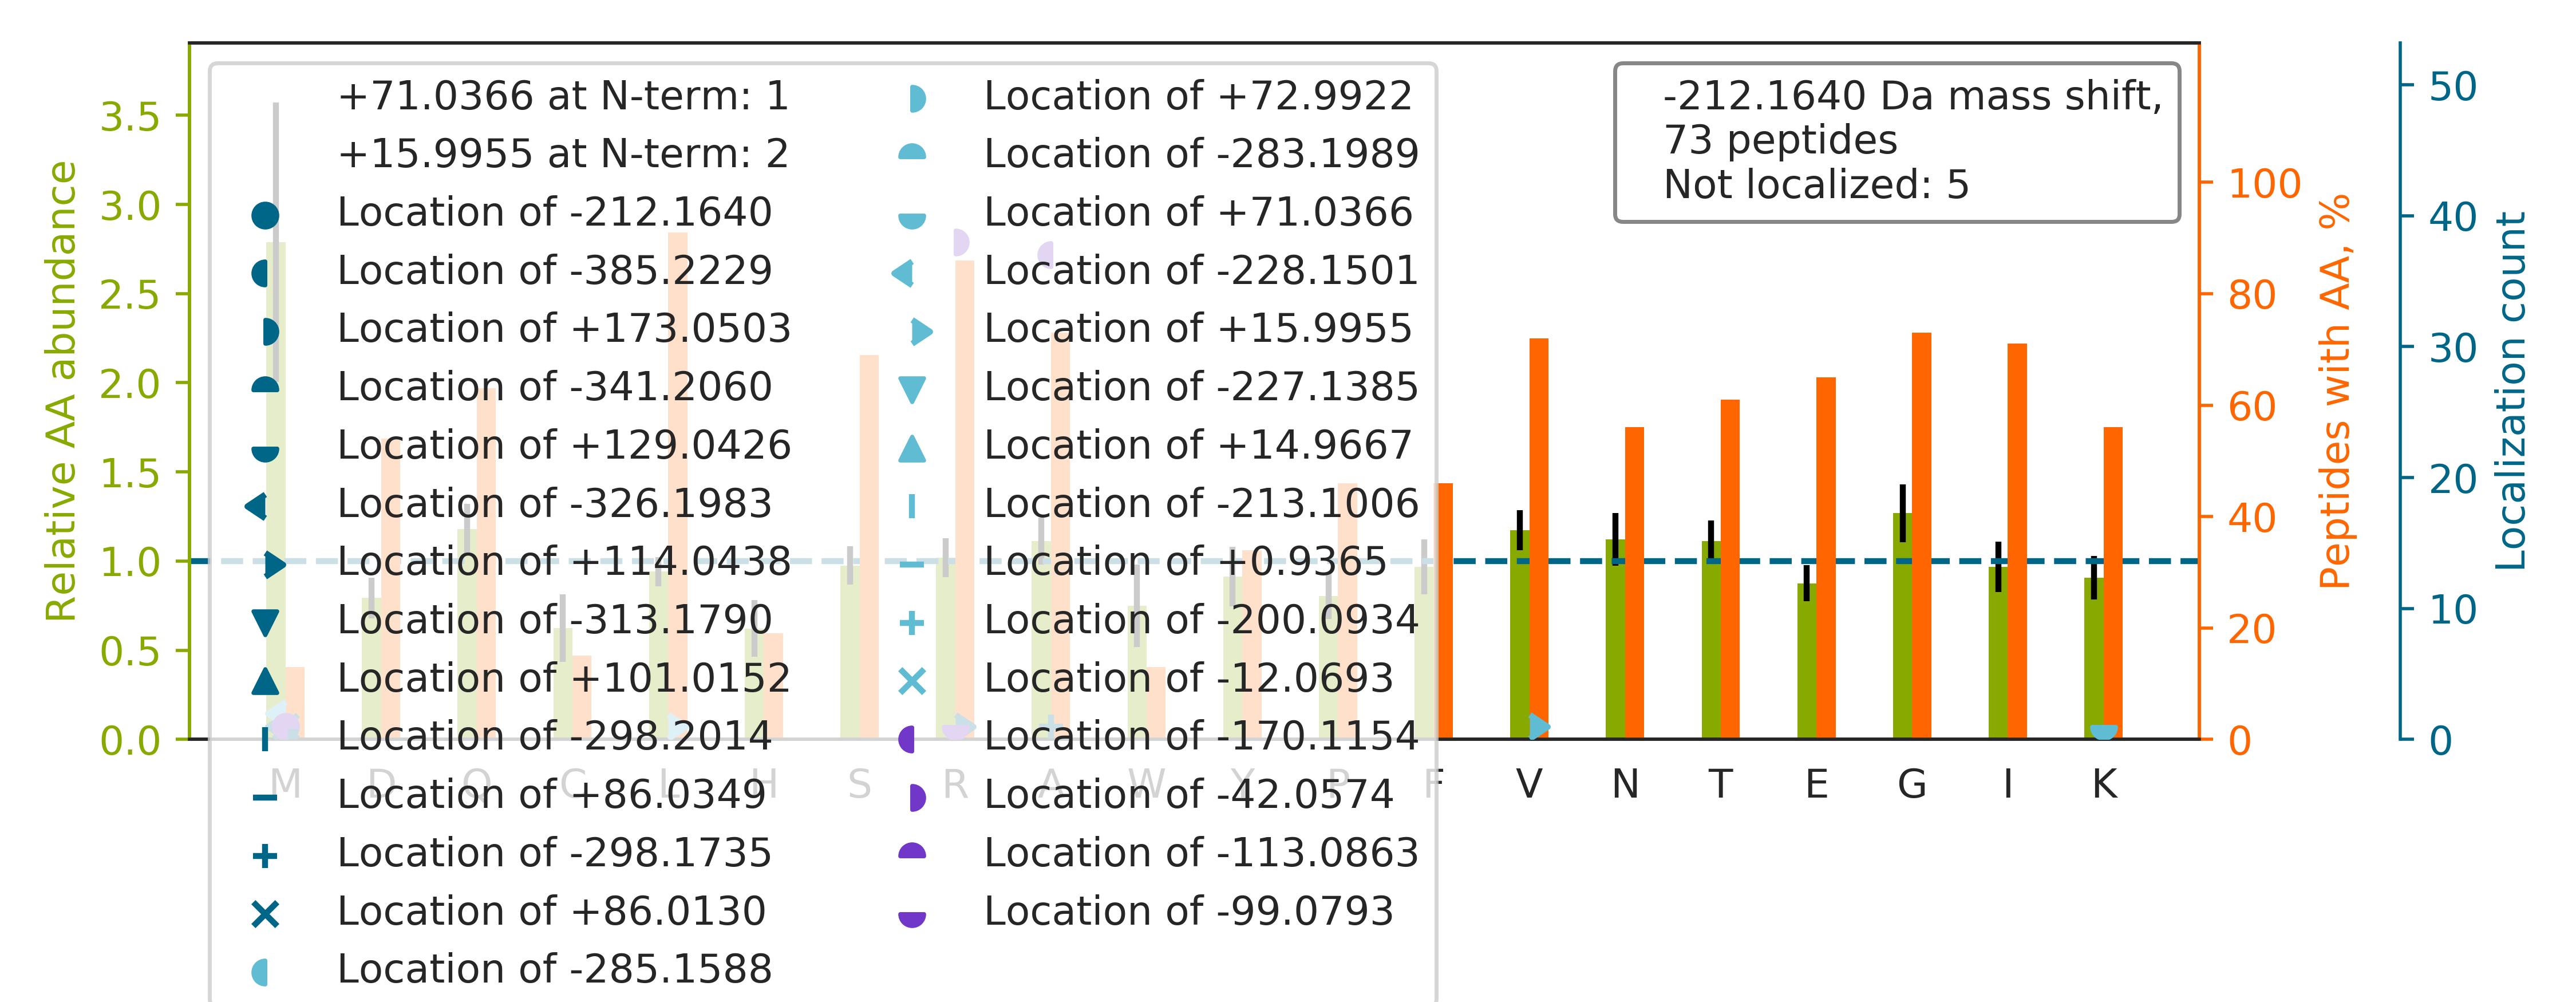 +71.0366 at N-term: 1
+15.9955 at N-term: 2
Location of -212.1640
Location of -385.2229
Location of +173.0503
Location of -341.2060
Location of +129.0426
Location of -326.1983
Location of +114.0438
Location of -313.1790
Location of +101.0152
Location of -298.2014
Location of +86.0349
Location of -298.1735
Location of +86.0130
Location of -285.1588
Location of +72.9922
Location of -283.1989
Location of +71.0366
Location of -228.1501
Location of +15.9955
Location of -227.1385
Location of +14.9667
Location of -213.1006
Location of +0.9365
Location of -200.0934
Location of -12.0693
Location of -170.1154
Location of -42.0574
Location of -113.0863
Location of -99.0793
-212.1640 Da mass shift,
73 peptides
Not localized: 5
Relative AA abundance
3.5
3.0
2.5
2.0
1.5
1.0
0.5
0.0
M D Q C L H S R A W Y P F V N T E G I K
100
80
60
40
20
0
Peptides with AA, %
50
40
30
20
10
0
Localization count